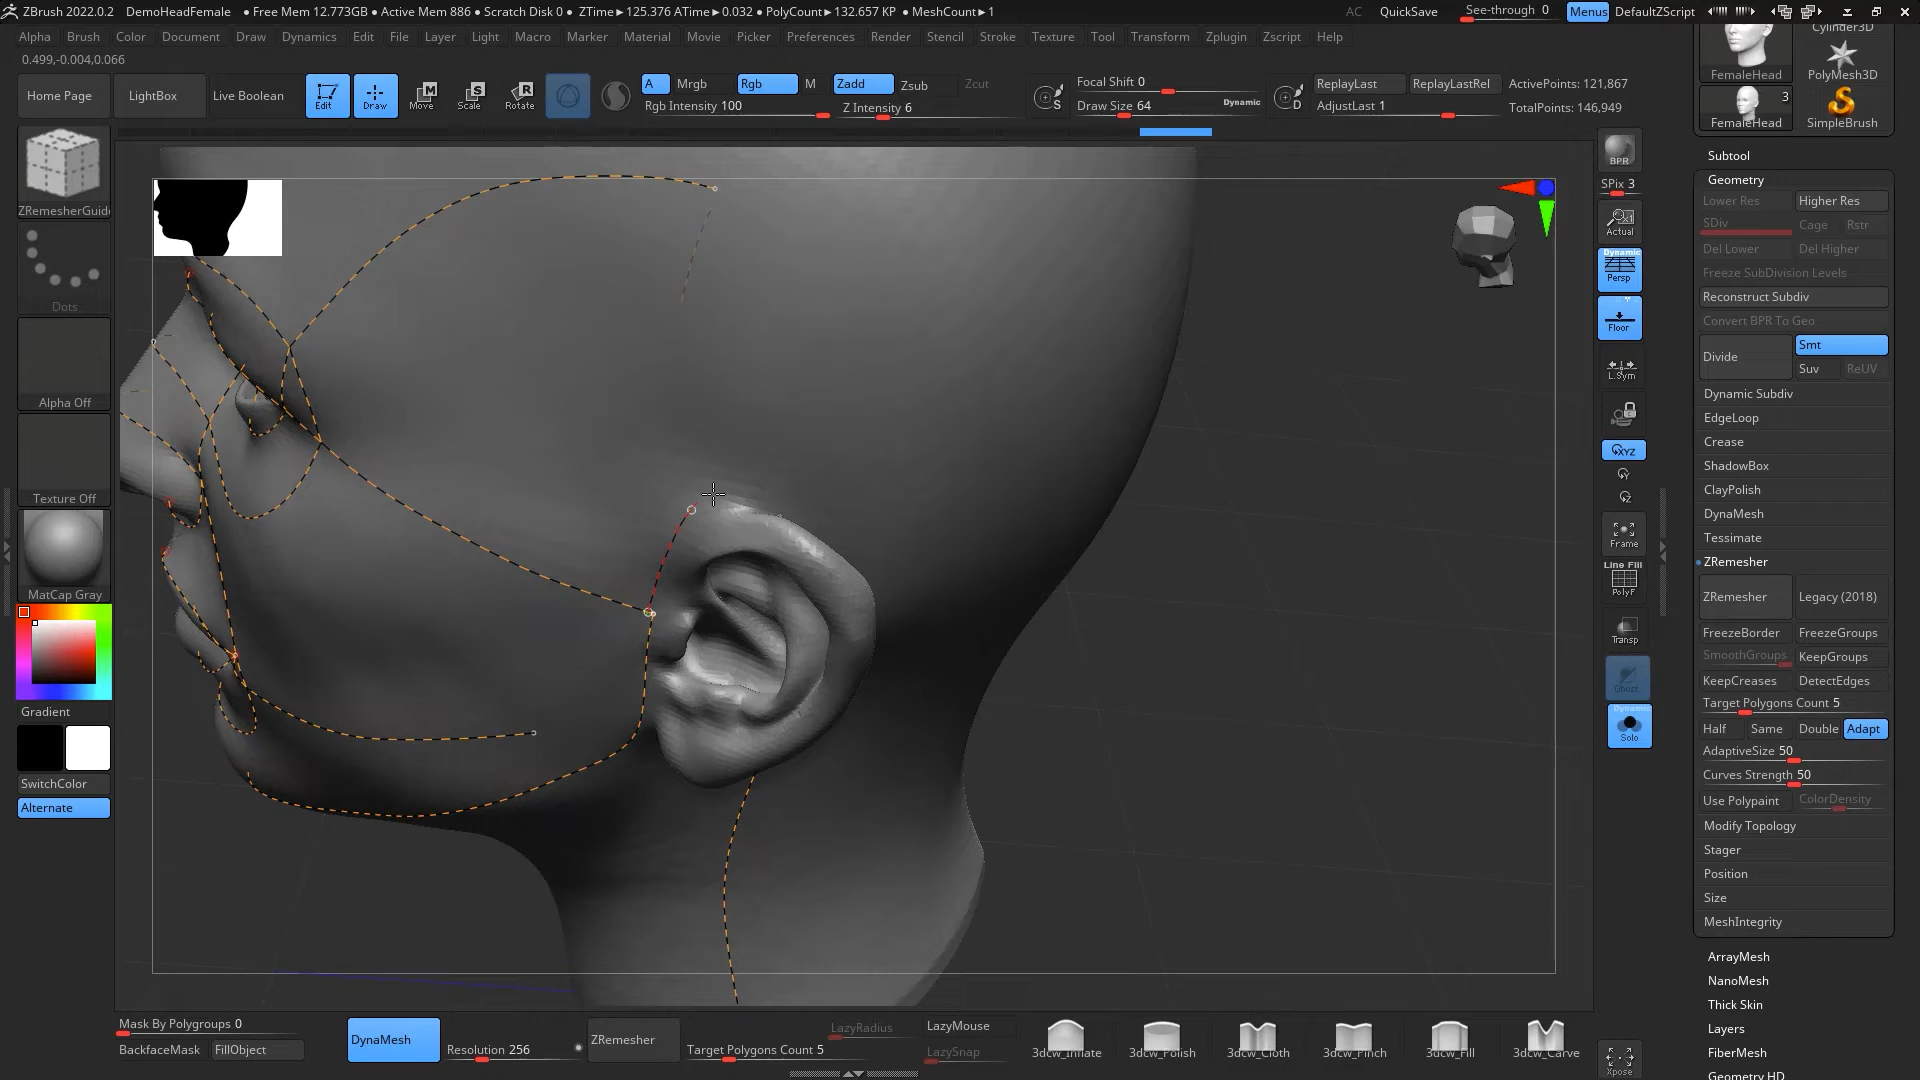 ZBrush 2022.0.2 DemoHeadFemale ● Free Mem 12.773GB ● Active Mem 886 ● Scratch Disk 0 ● ZTime►125.376 ATime►0.032 ● PolyCount►132.657 KP ● MeshCount►1 AC QuickSave See-through 0 Menus DefaultZScript
Alpha Brush Color Document Draw Dynamics Edit File Layer Light Macro Marker Material Movie Picker Preferences Render Stencil Stroke Texture Tool Transform Zplugin Zscript Help
0.499,-0.004,0.066
Home Page LightBox Live Boolean Edit Draw Move Scale Rotate
M S R
A Mrgb Rgb M Zadd Zsub Zcut
Rgb Intensity 100 Z Intensity 6
S Focal Shift 0
Draw Size 64 Dynamic
D ReplayLast ReplayLastRel ActivePoints: 121,867
AdjustLast 1 TotalPoints: 146,949
ZRemesherGuide
Dots
Alpha Off
Texture Off
MatCap Gray
Gradient
SwitchColor
Alternate
BPR
SPix 3
Actual
Dynamic
Persp
Floor
L.Sym
XYZ
Y
Z
Frame
Line Fill
PolyF
Transp
Ghost
Dynamic
Solo
Xpose
Cylinder3D
FemaleHead PolyMesh3D
3
FemaleHead SimpleBrush
Subtool
Geometry
Lower Res Higher Res
SDiv Cage Rstr
Del Lower Del Higher
Freeze SubDivision Levels
Reconstruct Subdiv
Convert BPR To Geo
Divide Smt
Suv ReUV
Dynamic Subdiv
EdgeLoop
Crease
ShadowBox
ClayPolish
DynaMesh
Tessimate
ZRemesher
ZRemesher Legacy (2018)
FreezeBorder FreezeGroups
SmoothGroups KeepGroups
KeepCreases DetectEdges
Target Polygons Count 5
Half Same Double Adapt
AdaptiveSize 50
Curves Strength 50
Use Polypaint ColorDensity
Modify Topology
Stager
Position
Size
MeshIntegrity
ArrayMesh
NanoMesh
Thick Skin
Layers
FiberMesh
Geometry HD
Mask By Polygroups 0
BackfaceMask FillObject
DynaMesh
Resolution 256
ZRemesher
Target Polygons Count 5
LazyRadius LazyMouse
LazySnap
3dcw_Inflate 3dcw_Polish 3dcw_Cloth 3dcw_Pinch 3dcw_Fill 3dcw_Carve